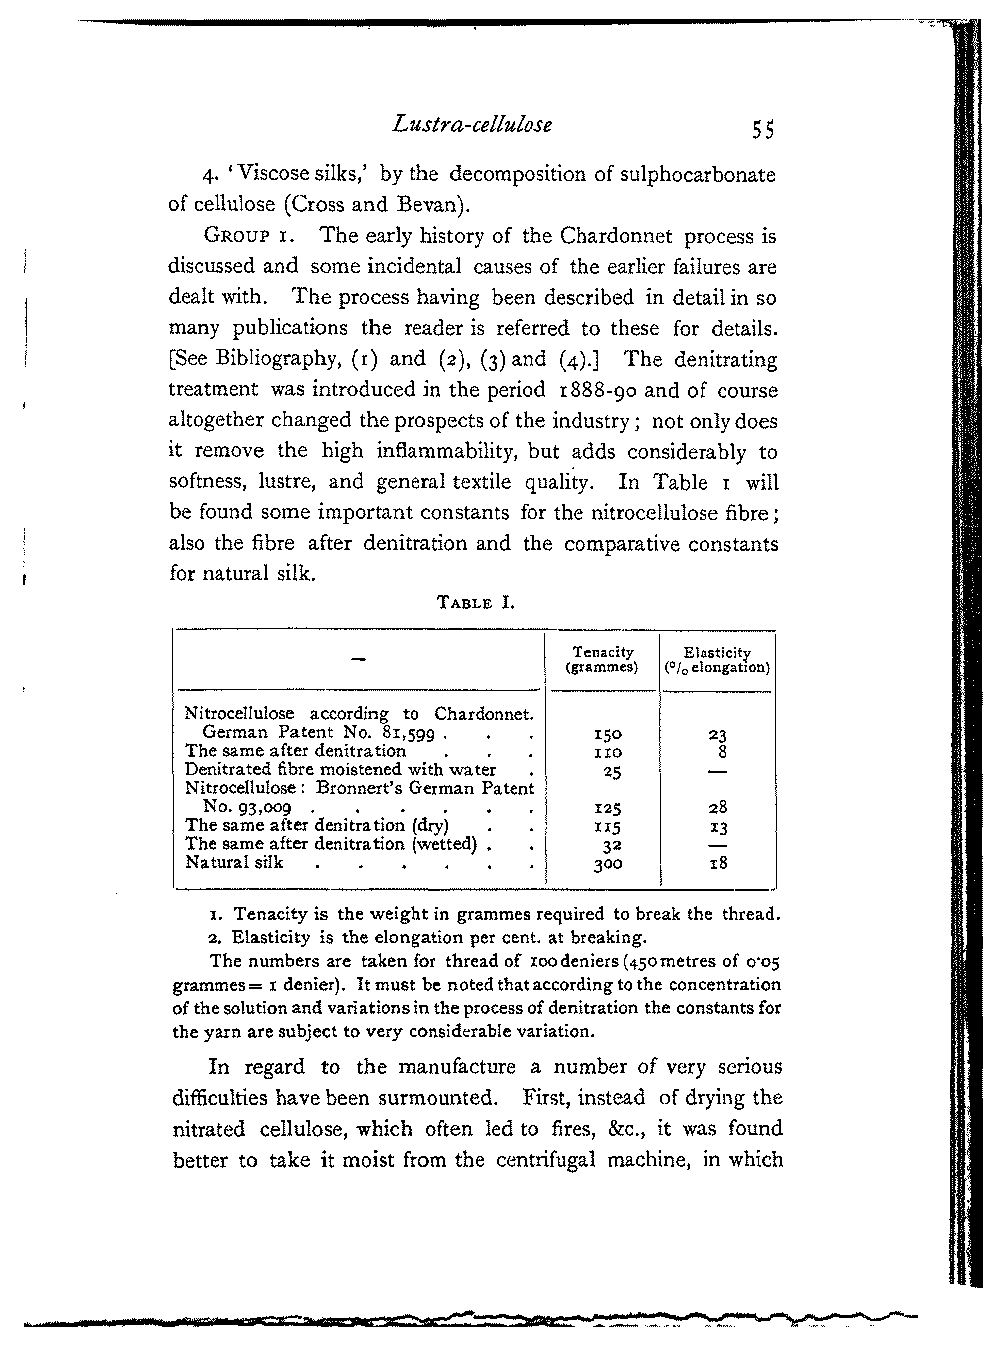 Lustra-cellulose 55
4. ‘Viscose silks,’ by the decomposition of sulphocarbonate
of cellulose (Cross and Bevan).
GROUP 1. The early history of the Chardonnet process is
discussed and some incidental causes of the earlier failures are
dealt with. The process having been described in detail in so
many publications the reader is referred to these for details.
[See Bibliography, (1) and (2), (3) and (4).] The denitrating
treatment was introduced in the period 1888-90 and of course
altogether changed the prospects of the industry; not only does
it remove the high inflammability, but adds considerably to
softness, lustre, and general textile quality. In Table 1 will
be found some important constants for the nitrocellulose fibre;
also the fibre after denitration and the comparative constants
for natural silk.
TABLE I.
— Tenacity (grammes) Elasticity (% elongation)
Nitrocellulose according to Chardonnet.
German Patent No. 81,599 . . . 150 23
The same after denitration . . . 110 8
Denitrated fibre moistened with water . 25 —
Nitrocellulose: Bronnert's German Patent
No. 93,009 . . . . . . 125 28
The same after denitration (dry) . . 115 13
The same after denitration (wetted) . . 32 —
Natural silk . . . . . . 300 18
1. Tenacity is the weight in grammes required to break the thread.
2. Elasticity is the elongation per cent. at breaking.
The numbers are taken for thread of 100 deniers (450 metres of 0·05
grammes = 1 denier). It must be noted that according to the concentration
of the solution and variations in the process of denitration the constants for
the yarn are subject to very considerable variation.
In regard to the manufacture a number of very serious
difficulties have been surmounted. First, instead of drying the
nitrated cellulose, which often led to fires, &c., it was found
better to take it moist from the centrifugal machine, in which